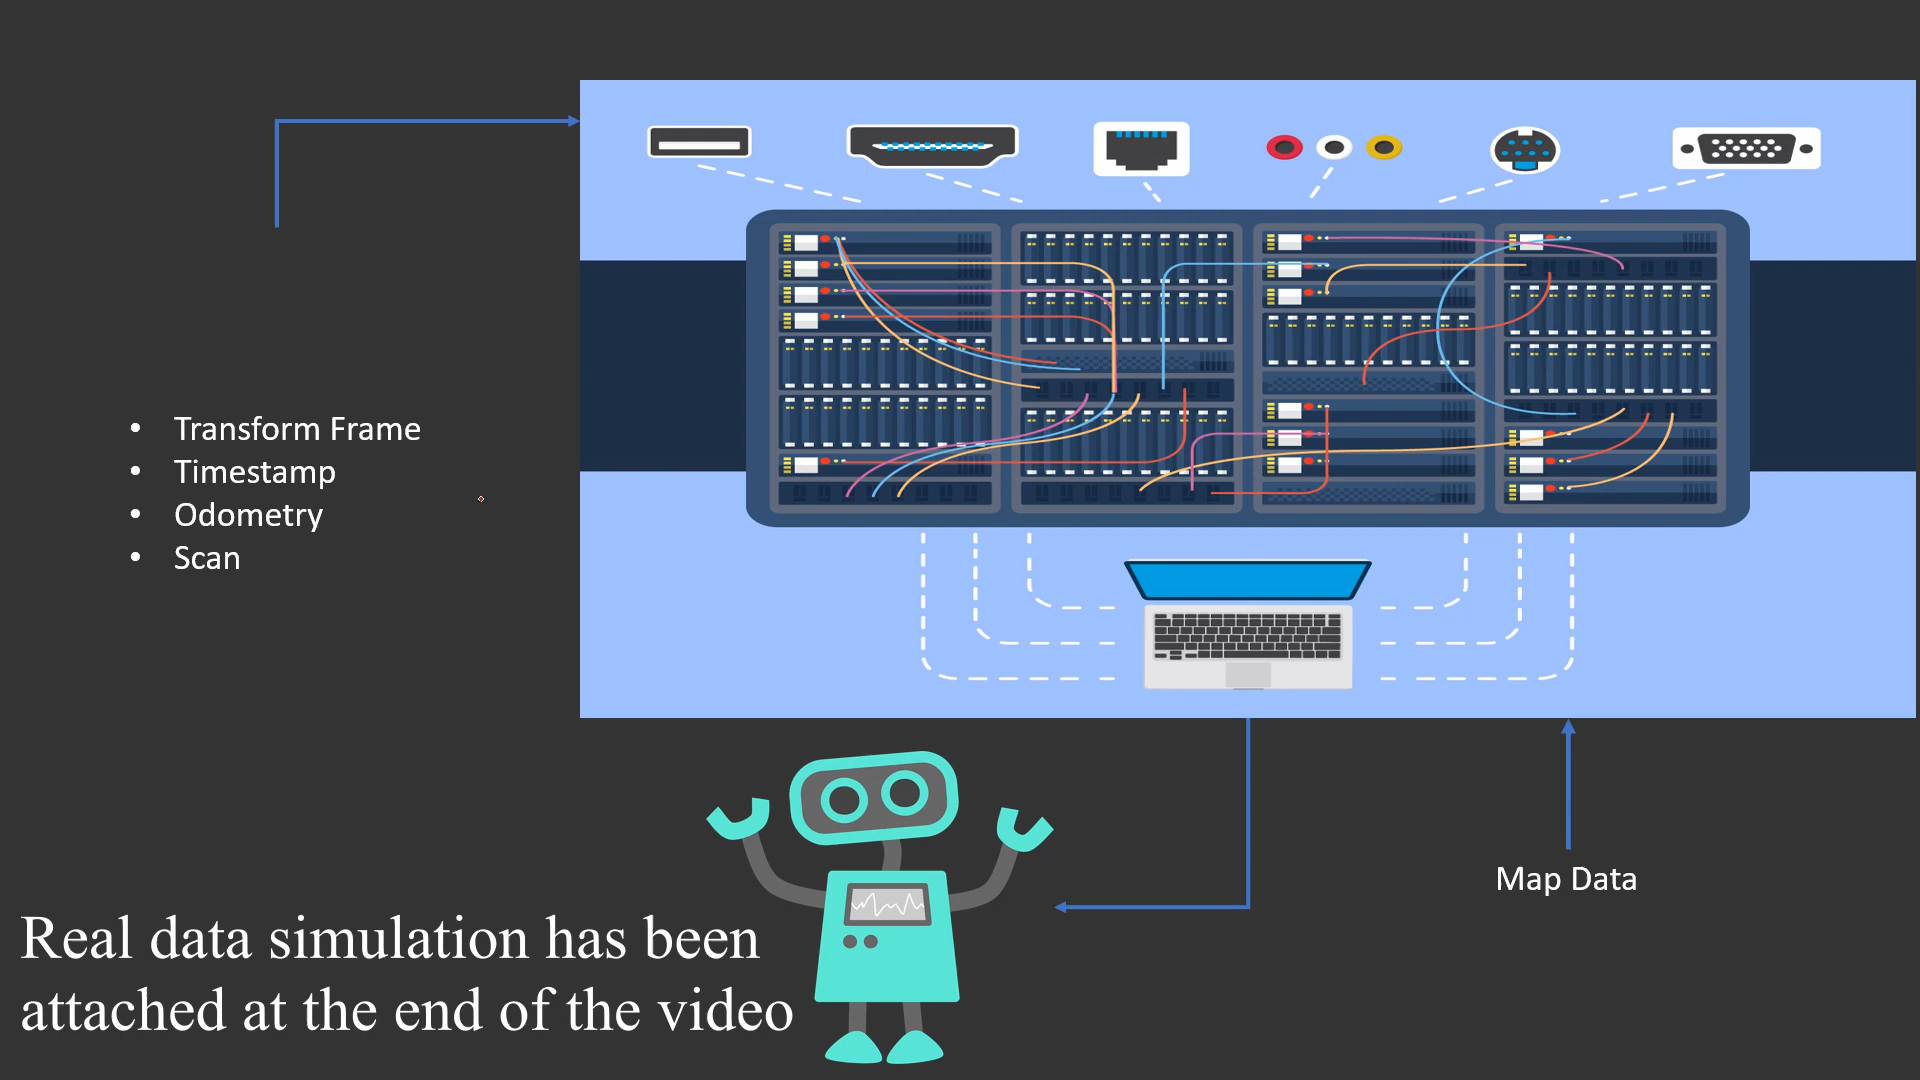 • Transform Frame
• Timestamp
• Odometry
• Scan
Map Data
Real data simulation has been
attached at the end of the video